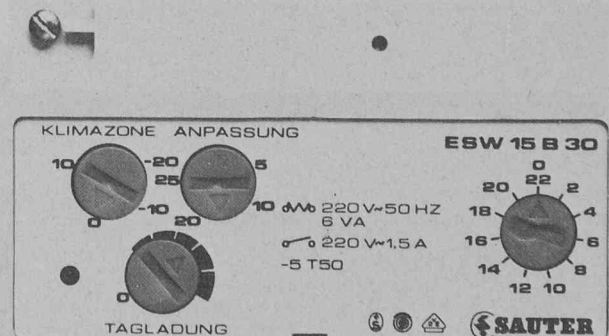 KLIMAZONE ANPASSUNG
ESW 15 B 30
10 -20
0 -10
25 5
20 10
220 V~50 HZ
6 VA
220 V~1,5 A
-5 T50
0
22 2
20 4
18 6
16 8
14 10
12
0
TAGLADUNG
SAUTER